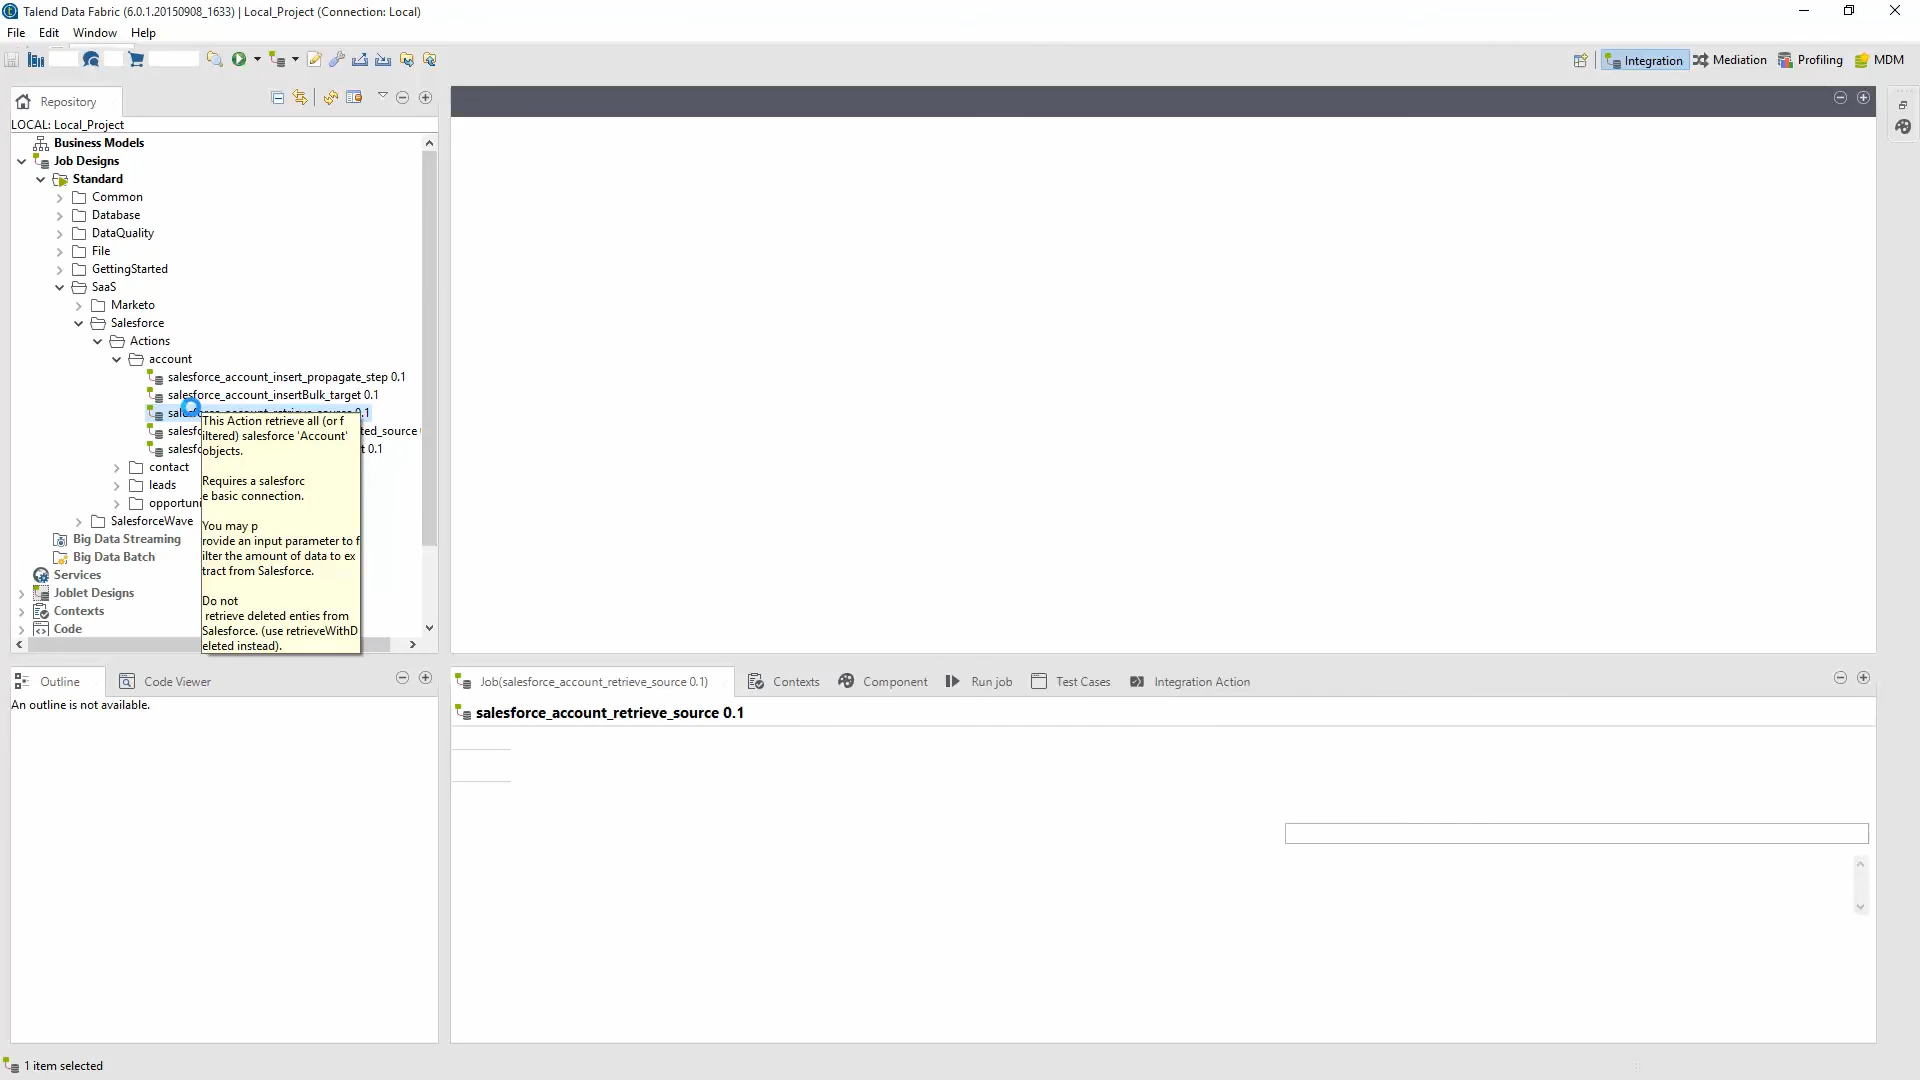 Talend Data Fabric (6.0.1.20150908_1633) | Local_Project (Connection: Local)
File Edit Window Help
Integration Mediation Profiling MDM
Repository
LOCAL: Local_Project
Business Models
Job Designs
Standard
Common
Database
DataQuality
File
GettingStarted
SaaS
Marketo
Salesforce
Actions
account
salesforce_account_insert_propagate_step 0.1
salesforce_account_insertBulk_target 0.1
salesforce_account_retrieve_source 0.1
salesfo ted_source
salesfo t 0.1
contact
leads
opportuni
SalesforceWave
Big Data Streaming
Big Data Batch
Services
Joblet Designs
Contexts
Code
This Action retrieve all (or f
iltered) salesforce 'Account'
objects.
Requires a salesforc
e basic connection.
You may p
rovide an input parameter to f
ilter the amount of data to ex
tract from Salesforce.
Do not
retrieve deleted enties from
Salesforce. (use retrieveWithD
eleted instead).
Outline Code Viewer
An outline is not available.
Job(salesforce_account_retrieve_source 0.1) Contexts Component Run job Test Cases Integration Action
salesforce_account_retrieve_source 0.1
1 item selected